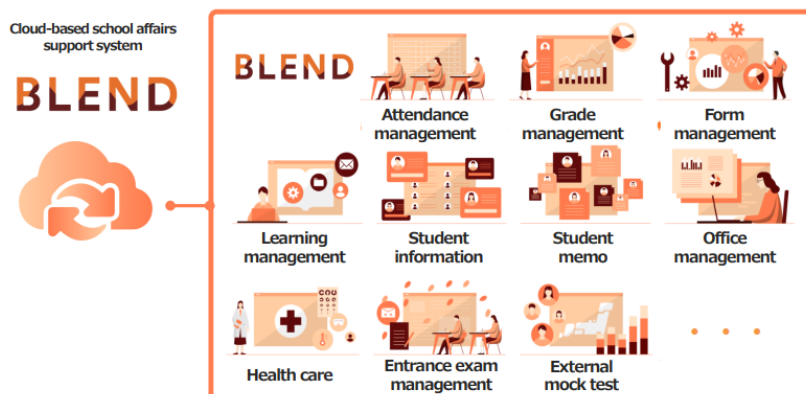 Cloud-based school affairs
support system
BLEND
BLEND
Attendance
management
Grade
management
Form
management
Learning
management
Student
information
Student
memo
Office
management
Health care
Entrance exam
management
External
mock test